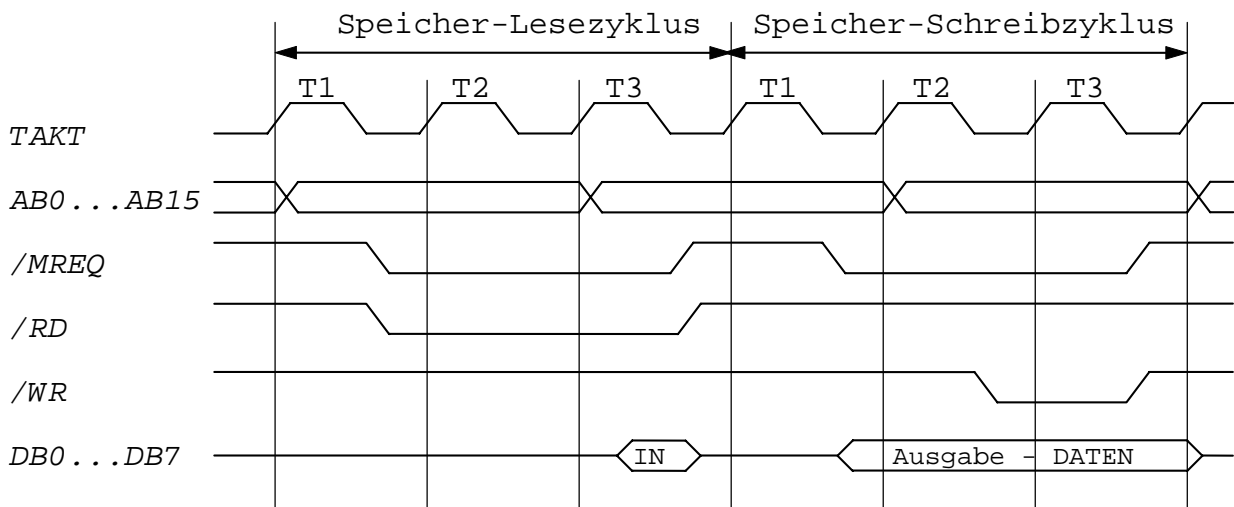 Speicher-Lesezyklus Speicher-Schreibzyklus
T1 T2 T3 T1 T2 T3
TAKT
AB0...AB15
/MREQ
/RD
/WR
DB0...DB7 IN Ausgabe - DATEN